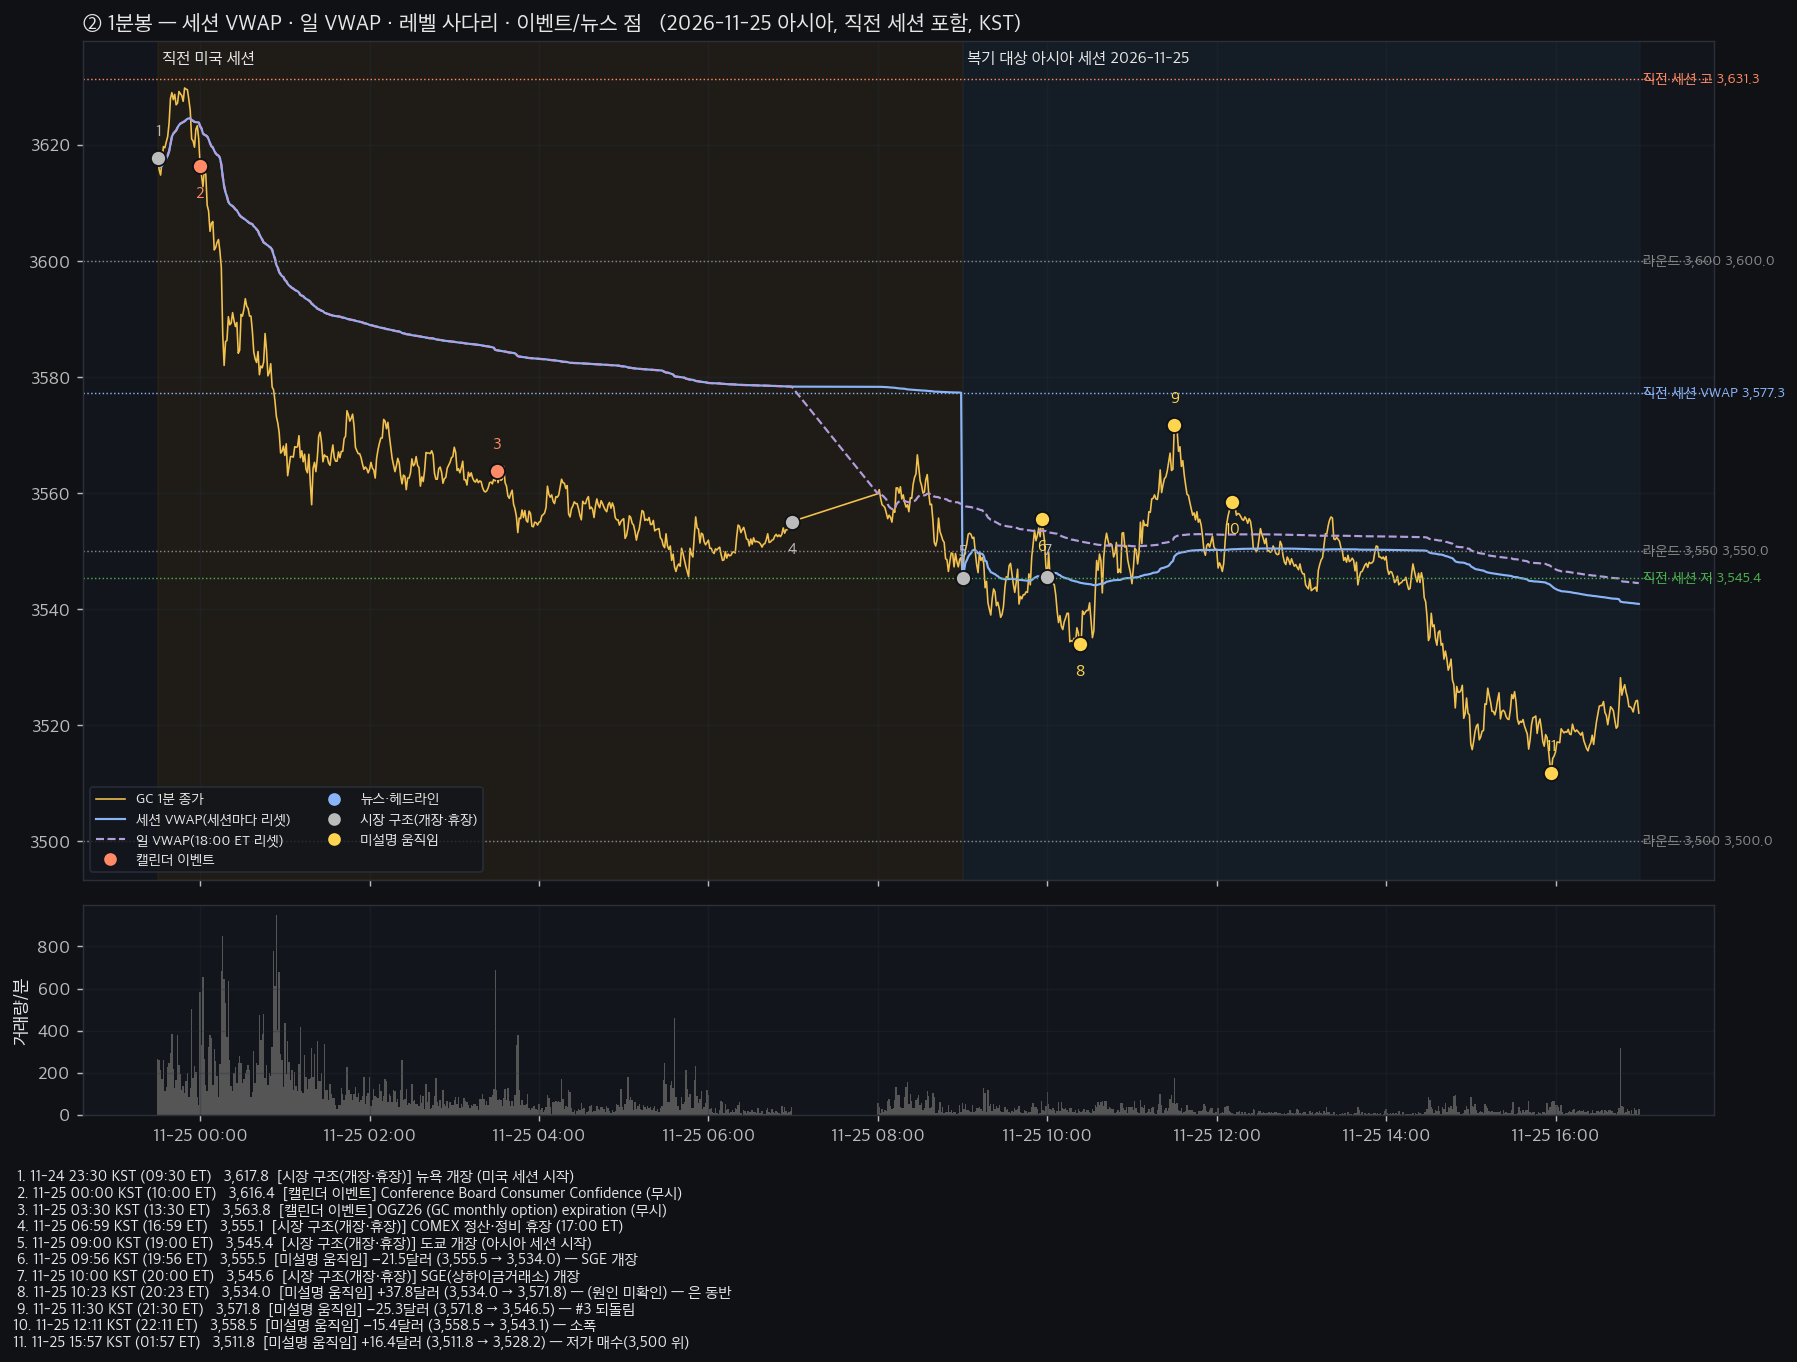 ② 1분봉 — 세션 VWAP · 일 VWAP · 레벨 사다리 · 이벤트/뉴스 점 (2026-11-25 아시아, 직전 세션 포함, KST)
직전 미국 세션
복기 대상 아시아 세션 2026-11-25
직전 세션 고 3,631.3
라운드 3,600 3,600.0
직전 세션 VWAP 3,577.3
라운드 3,550 3,550.0
직전 세션 저 3,545.4
라운드 3,500 3,500.0
3620
3600
3580
3560
3540
3520
3500
1
2
3
4
5
6
7
8
9
10
11
GC 1분 종가
세션 VWAP(세션마다 리셋)
일 VWAP(18:00 ET 리셋)
캘린더 이벤트
뉴스·헤드라인
시장 구조(개장·휴장)
미설명 움직임
거래량/분
800
600
400
200
0
11-25 00:00
11-25 02:00
11-25 04:00
11-25 06:00
11-25 08:00
11-25 10:00
11-25 12:00
11-25 14:00
11-25 16:00
1. 11-24 23:30 KST (09:30 ET) 3,617.8 [시장 구조(개장·휴장)] 뉴욕 개장 (미국 세션 시작)
2. 11-25 00:00 KST (10:00 ET) 3,616.4 [캘린더 이벤트] Conference Board Consumer Confidence (무시)
3. 11-25 03:30 KST (13:30 ET) 3,563.8 [캘린더 이벤트] OGZ26 (GC monthly option) expiration (무시)
4. 11-25 06:59 KST (16:59 ET) 3,555.1 [시장 구조(개장·휴장)] COMEX 정산·정비 휴장 (17:00 ET)
5. 11-25 09:00 KST (19:00 ET) 3,545.4 [시장 구조(개장·휴장)] 도쿄 개장 (아시아 세션 시작)
6. 11-25 09:56 KST (19:56 ET) 3,555.5 [미설명 움직임] −21.5달러 (3,555.5 → 3,534.0) — SGE 개장
7. 11-25 10:00 KST (20:00 ET) 3,545.6 [시장 구조(개장·휴장)] SGE(상하이금거래소) 개장
8. 11-25 10:23 KST (20:23 ET) 3,534.0 [미설명 움직임] +37.8달러 (3,534.0 → 3,571.8) — (원인 미확인) — 은 동반
9. 11-25 11:30 KST (21:30 ET) 3,571.8 [미설명 움직임] −25.3달러 (3,571.8 → 3,546.5) — #3 되돌림
10. 11-25 12:11 KST (22:11 ET) 3,558.5 [미설명 움직임] −15.4달러 (3,558.5 → 3,543.1) — 소폭
11. 11-25 15:57 KST (01:57 ET) 3,511.8 [미설명 움직임] +16.4달러 (3,511.8 → 3,528.2) — 저가 매수(3,500 위)